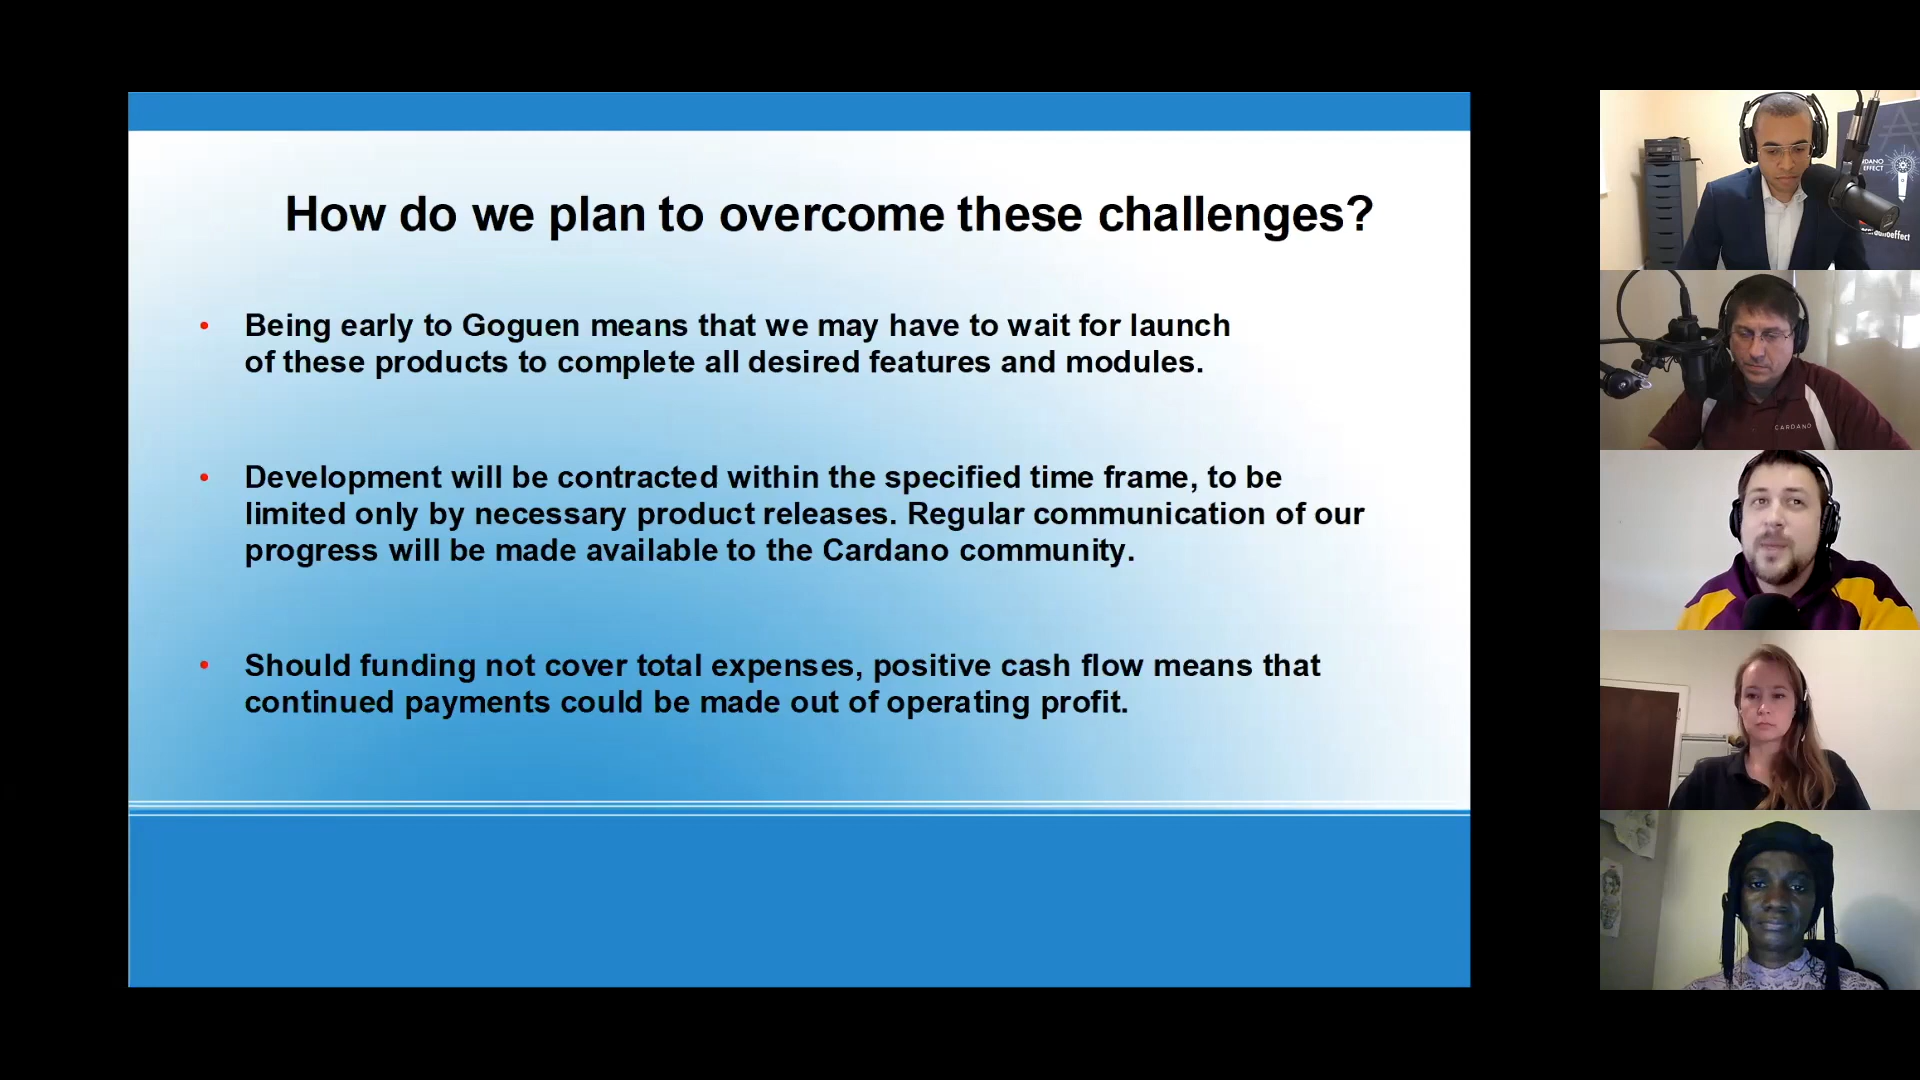 How do we plan to overcome these challenges?
Being early to Goguen means that we may have to wait for launch
of these products to complete all desired features and modules.
Development will be contracted within the specified time frame, to be
limited only by necessary product releases. Regular communication of our
progress will be made available to the Cardano community.
Should funding not cover total expenses, positive cash flow means that
continued payments could be made out of operating profit.
EFFECT
CARDANO